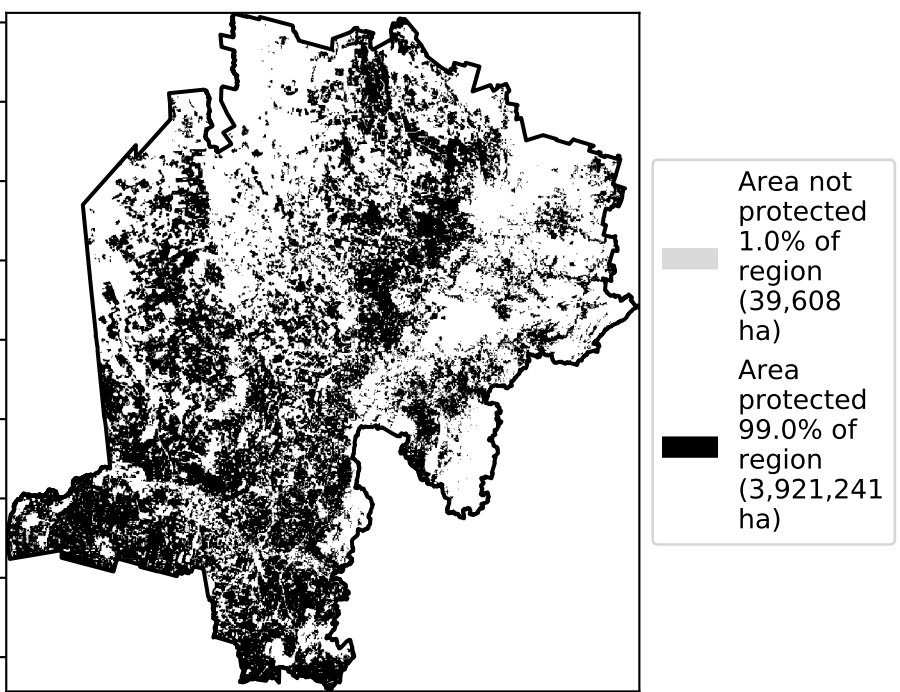 Area not
protected
1.0% of
region
(39,608
ha)
Area
protected
99.0% of
region
(3,921,241
ha)